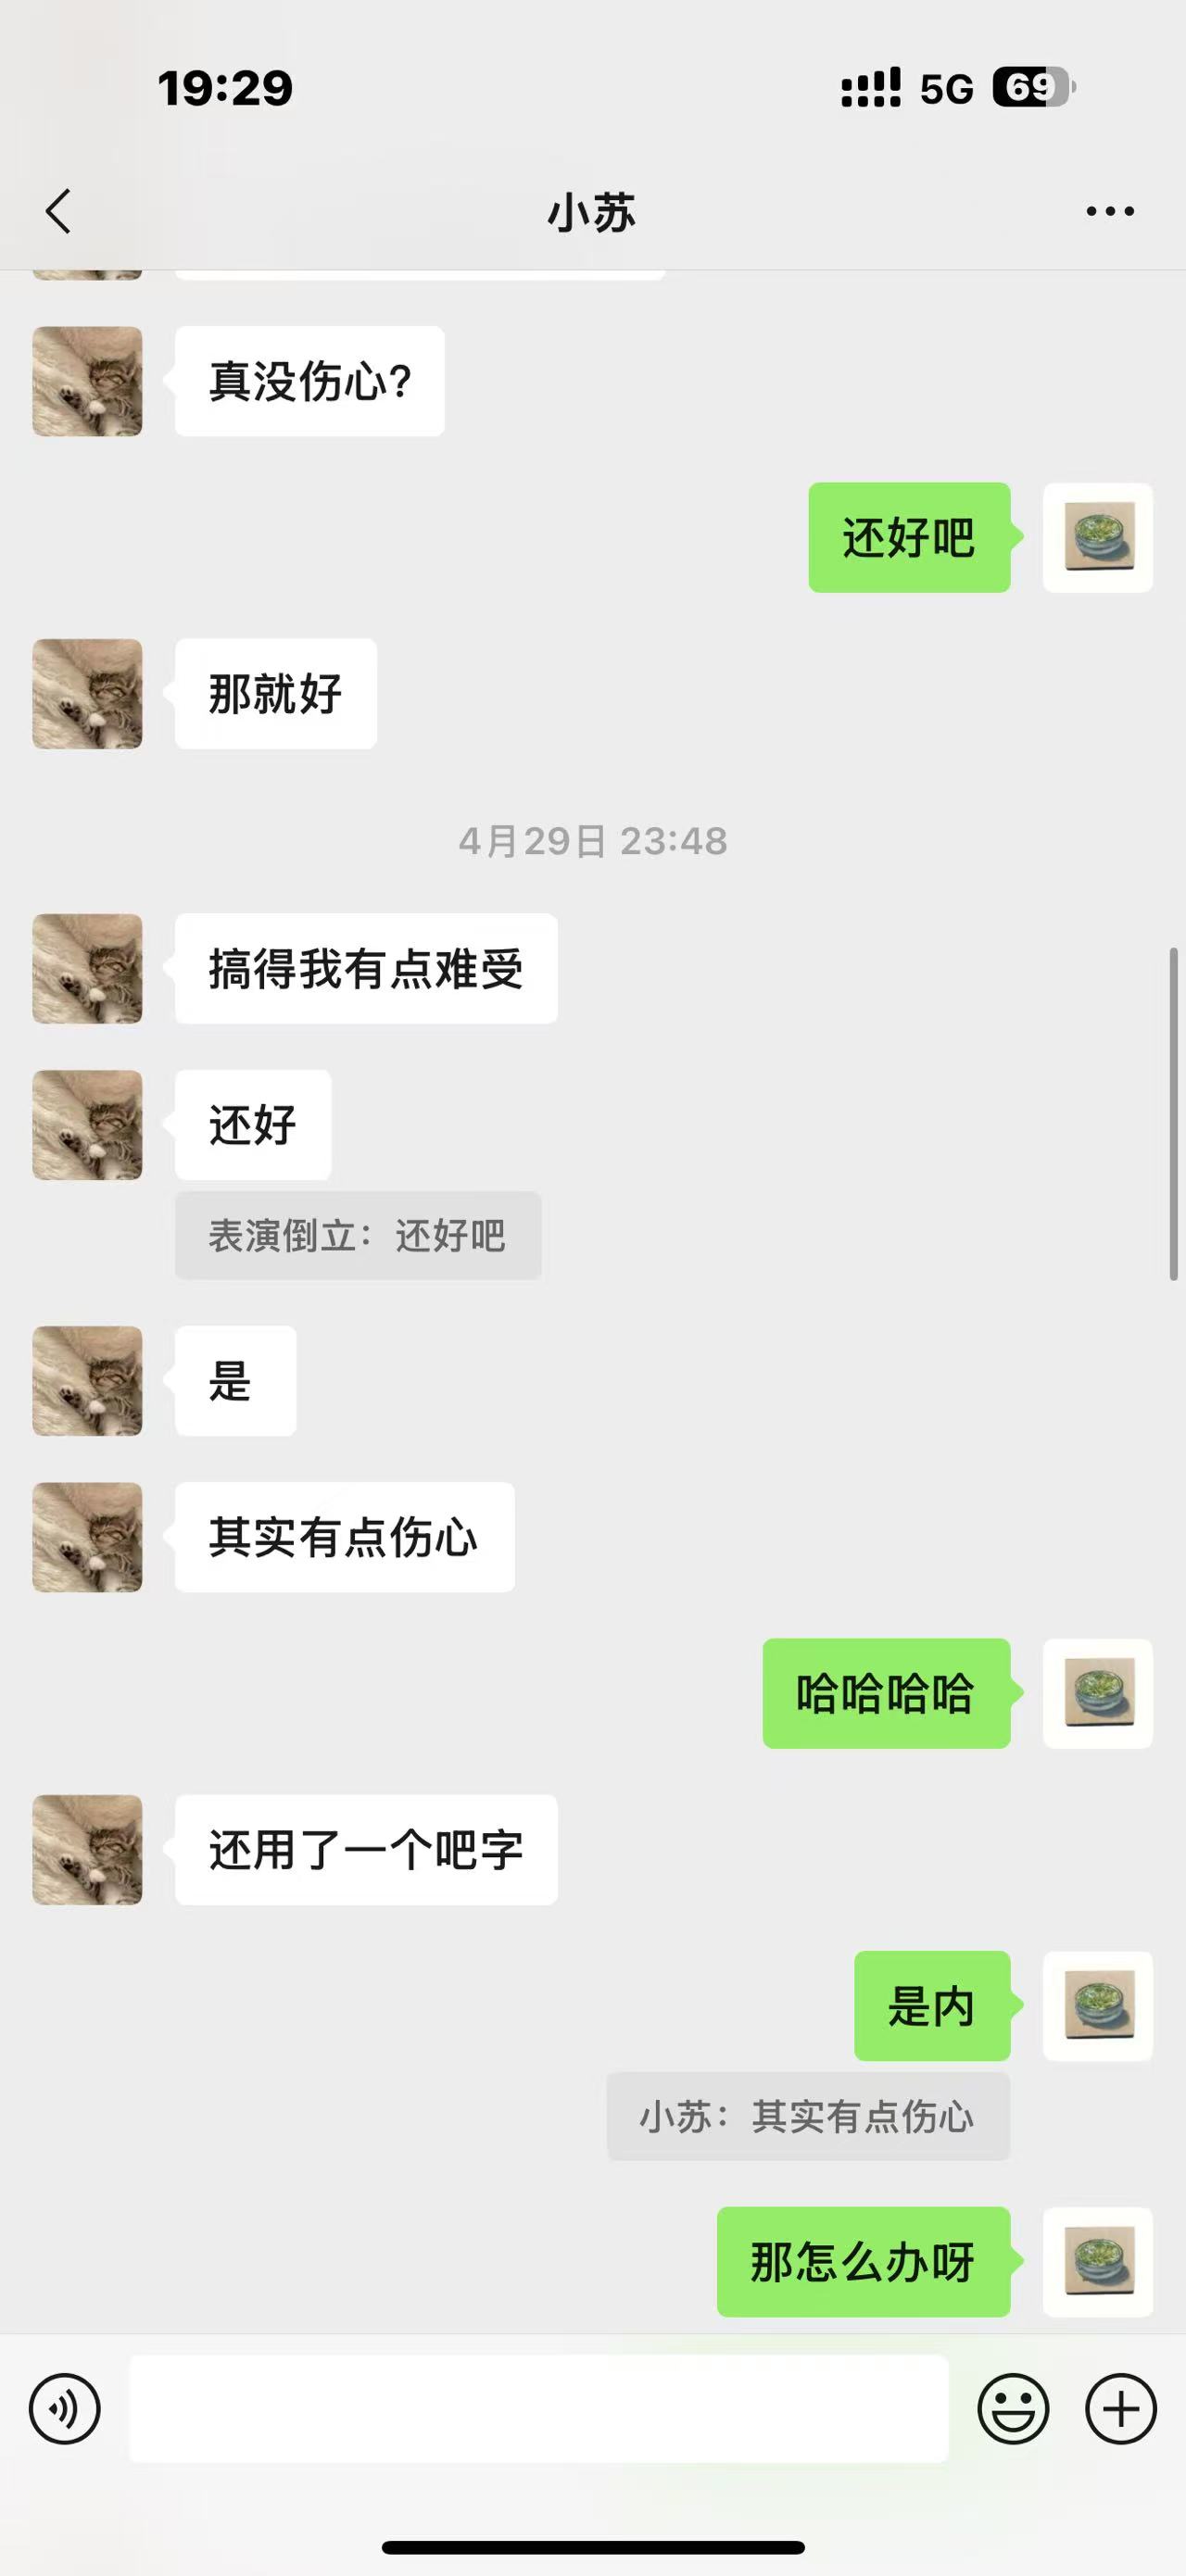 19:29
5G 69
小苏
真没伤心?
还好吧
那就好
4月29日 23:48
搞得我有点难受
还好
表演倒立：还好吧
是
其实有点伤心
哈哈哈哈
还用了一个吧字
是内
小苏：其实有点伤心
那怎么办呀